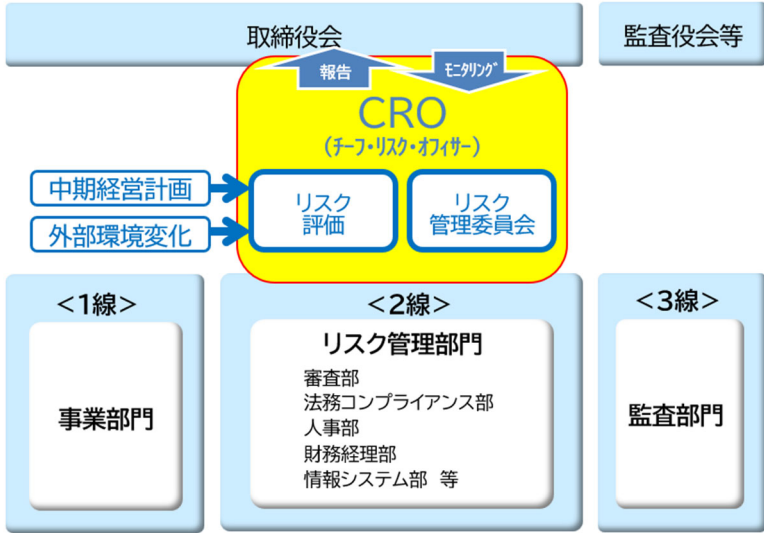 取締役会
監査役会等
報告
ﾓﾆﾀﾘﾝｸﾞ
CRO
(ﾁｰﾌ･ﾘｽｸ･ｵﾌｨｻｰ)
中期経営計画
外部環境変化
リスク
評価
リスク
管理委員会
<1線>
事業部門
<2線>
リスク管理部門
審査部
法務コンプライアンス部
人事部
財務経理部
情報システム部 等
<3線>
監査部門